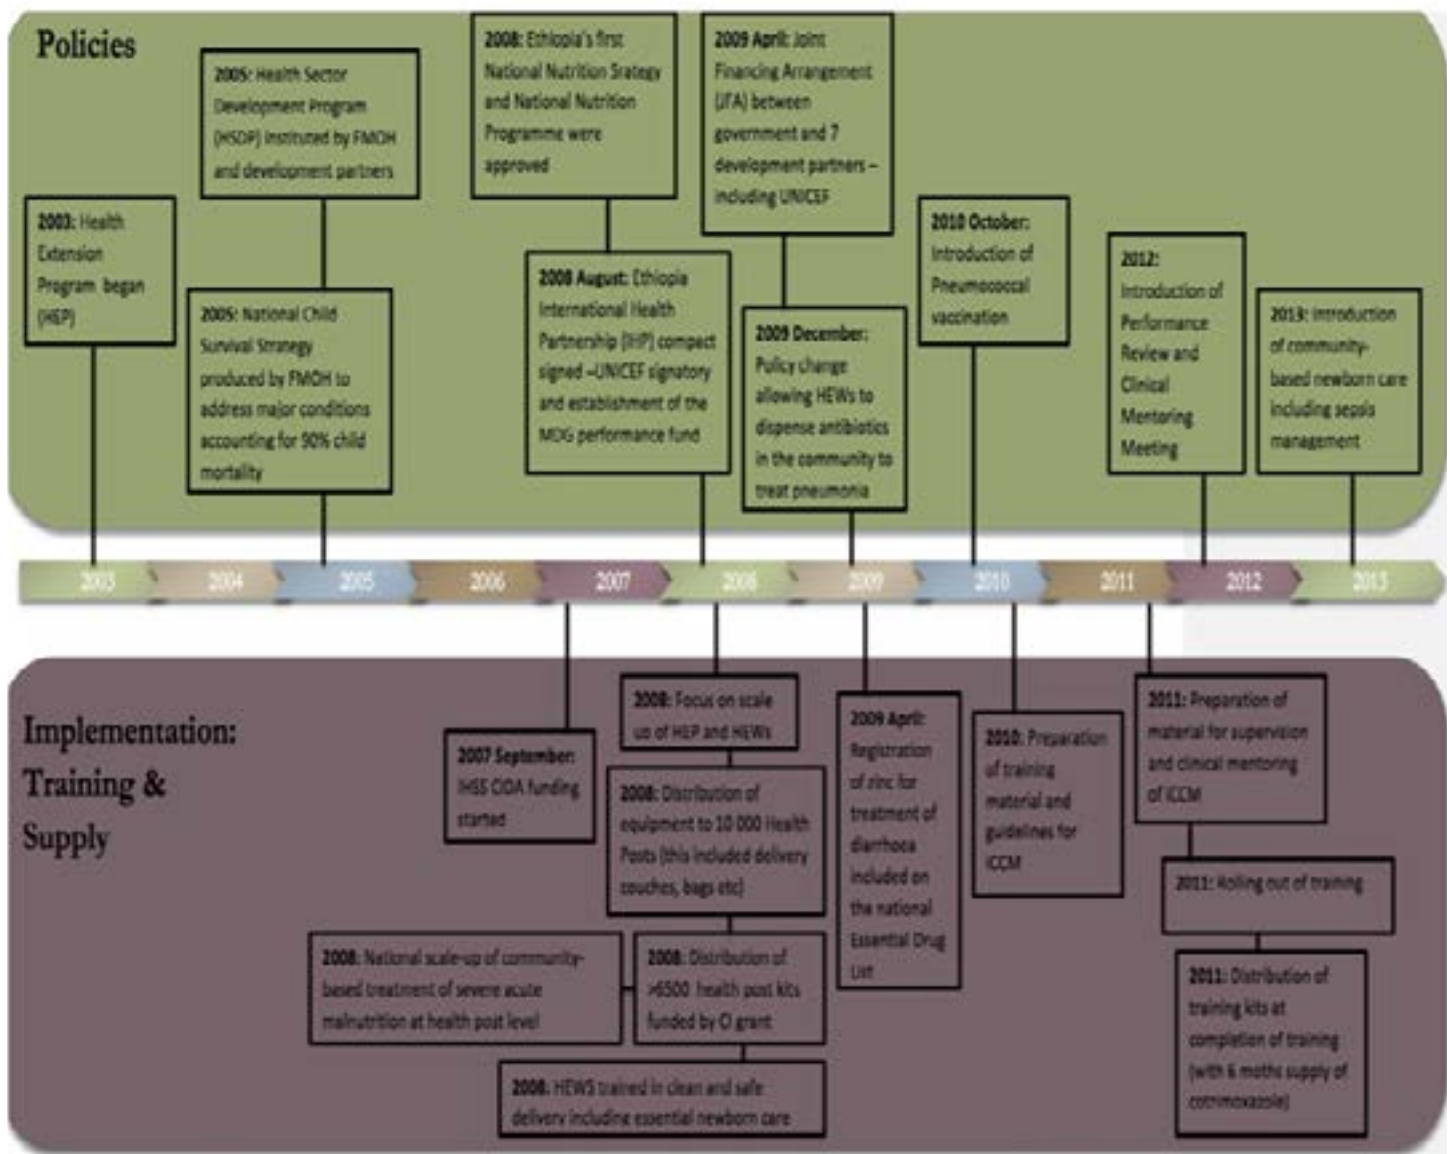 Policies
2003: Health
Extension
Program began
(HEP)
2005: Health Sector
Development Program
(HSDP) instituted by FMOH
and development partners
2005: National Child
Survival Strategy
produced by FMOH to
address major conditions
accounting for 90% child
mortality
2008: Ethiopia's first
National Nutrition Srategy
and National Nutrition
Programme were
approved
2008 August: Ethiopia
International Health
Partnership (IHP) compact
signed –UNICEF signatory
and establishment of the
MDG performance fund
2009 April: Joint
Financing Arrangement
(JFA) between
government and 7
development partners –
including UNICEF
2009 December:
Policy change
allowing HEWs to
dispense antibiotics
in the community to
treat pneumonia
2010 October:
Introduction of
Pneumococcal
vaccination
2012:
Introduction of
Performance
Review and
Clinical
Mentoring
Meeting
2013: Introduction
of community-
based newborn care
including sepsis
management
2003 2004 2005 2006 2007 2008 2009 2010 2011 2012 2013
Implementation:
Training &
Supply
2007 September:
IHSS CIDA funding
started
2008: Focus on scale
up of HEP and HEWs
2008: Distribution of
equipment to 10 000 Health
Posts (this included delivery
couches, bags etc)
2008: National scale-up of community-
based treatment of severe acute
malnutrition at health post level
2008: Distribution of
>6500 health post kits
funded by CI grant
2008: HEWS trained in clean and safe
delivery including essential newborn care
2009 April:
Registration
of zinc for
treatment of
diarrhoea
included on
the national
Essential Drug
List
2010: Preparation
of training
material and
guidelines for
ICCM
2011: Preparation of
material for supervision
and clinical mentoring
of ICCM
2011: Rolling out of training
2011: Distribution of
training kits at
completion of training
(with 6 moths supply of
cotrimoxazole)